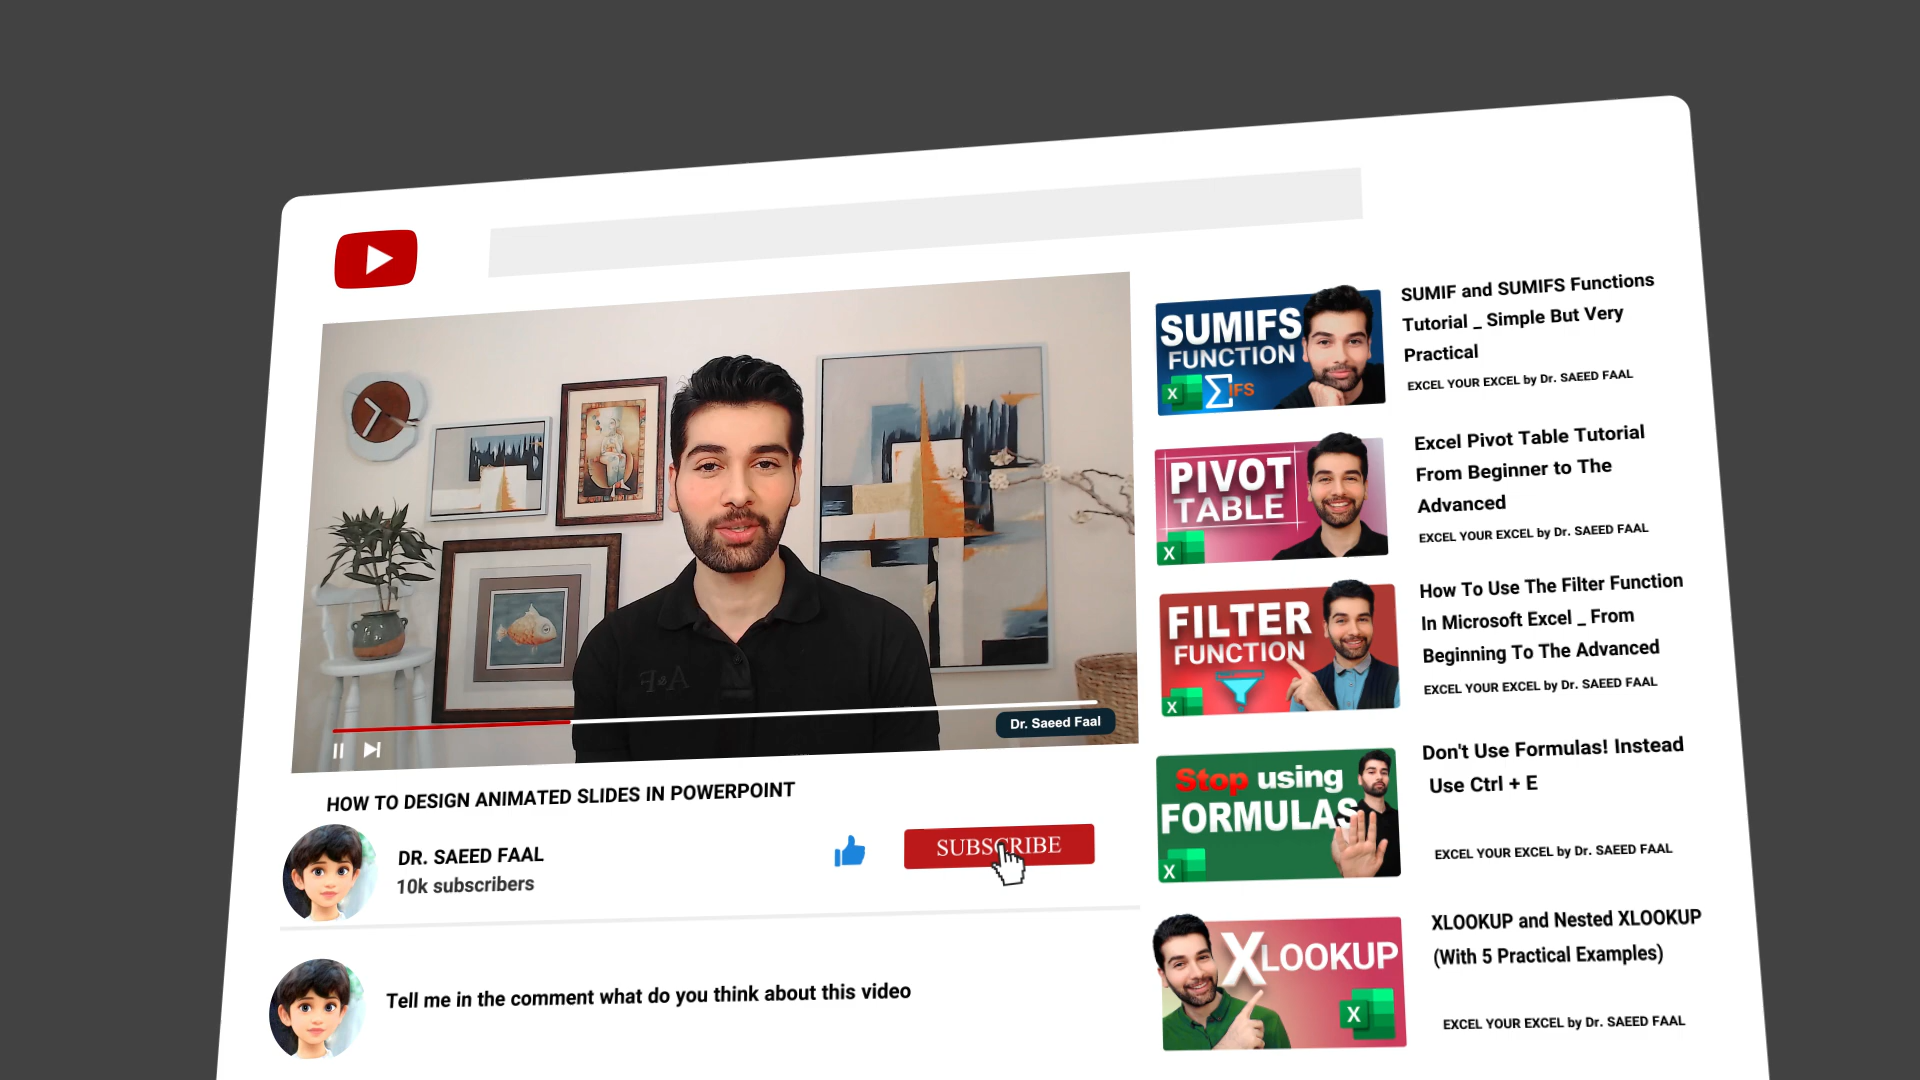 Dr. Saeed Faal
HOW TO DESIGN ANIMATED SLIDES IN POWERPOINT
DR. SAEED FAAL
10k subscribers
SUBSCRIBE
Tell me in the comment what do you think about this video
SUMIFS
FUNCTION
X
ΣIFS
SUMIF and SUMIFS Functions
Tutorial _ Simple But Very
Practical
EXCEL YOUR EXCEL by Dr. SAEED FAAL
PIVOT
TABLE
X
Excel Pivot Table Tutorial
From Beginner to The
Advanced
EXCEL YOUR EXCEL by Dr. SAEED FAAL
FILTER
FUNCTION
X
How To Use The Filter Function
In Microsoft Excel _ From
Beginning To The Advanced
EXCEL YOUR EXCEL by Dr. SAEED FAAL
Stop using
FORMULAS
X
Don't Use Formulas! Instead
Use Ctrl + E
EXCEL YOUR EXCEL by Dr. SAEED FAAL
XLOOKUP
X
XLOOKUP and Nested XLOOKUP
(With 5 Practical Examples)
EXCEL YOUR EXCEL by Dr. SAEED FAAL